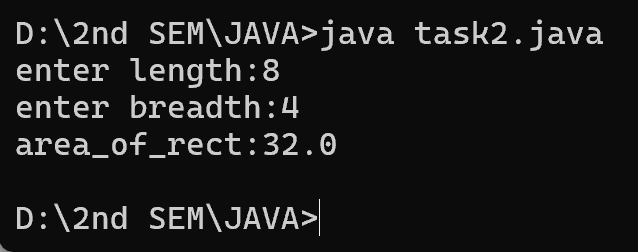 D:\2nd SEM\JAVA>java task2.java
enter length:8
enter breadth:4
area_of_rect:32.0
D:\2nd SEM\JAVA>